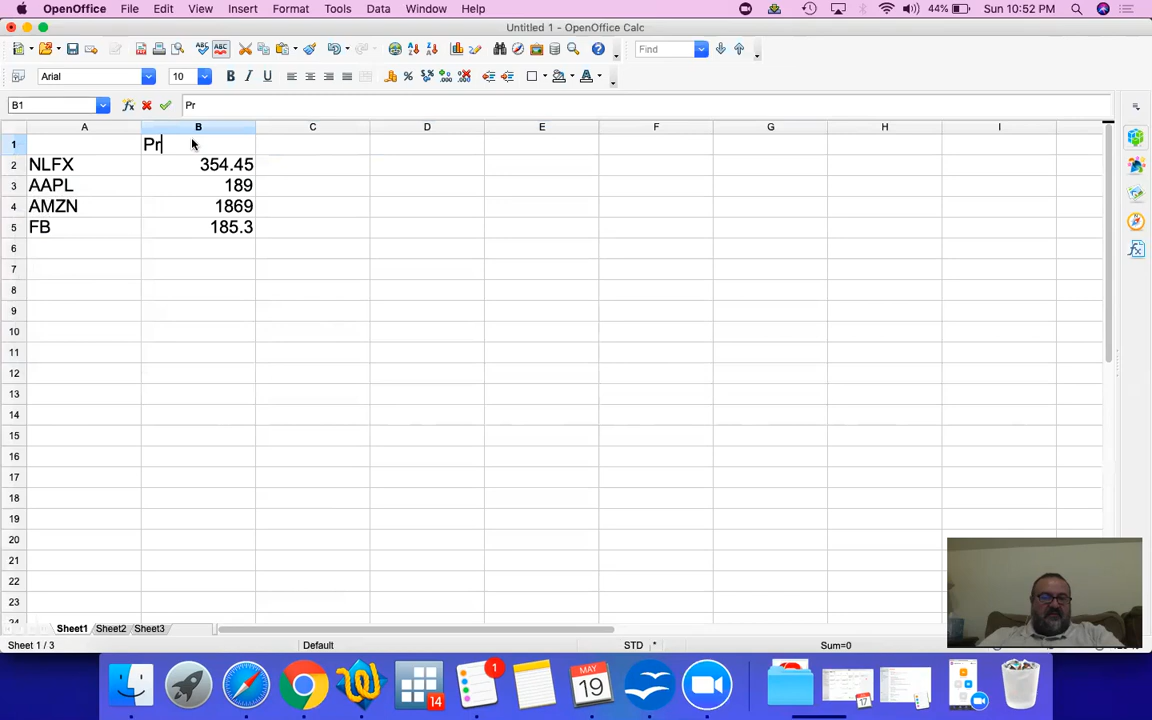 OpenOffice File Edit View Insert Format Tools Data Window Help 44% Sun 10:52 PM
Untitled 1 - OpenOffice Calc
Find
Arial 10
B1 Pr
A B C D E F G H I
1 Pr
2 NLFX 354.45
3 AAPL 189
4 AMZN 1869
5 FB 185.3
6
7
8
9
10
11
12
13
14
15
16
17
18
19
20
21
22
23
Sheet1 Sheet2 Sheet3
Sheet 1 / 3 Default STD * Sum=0
1 14 MAY 19 17